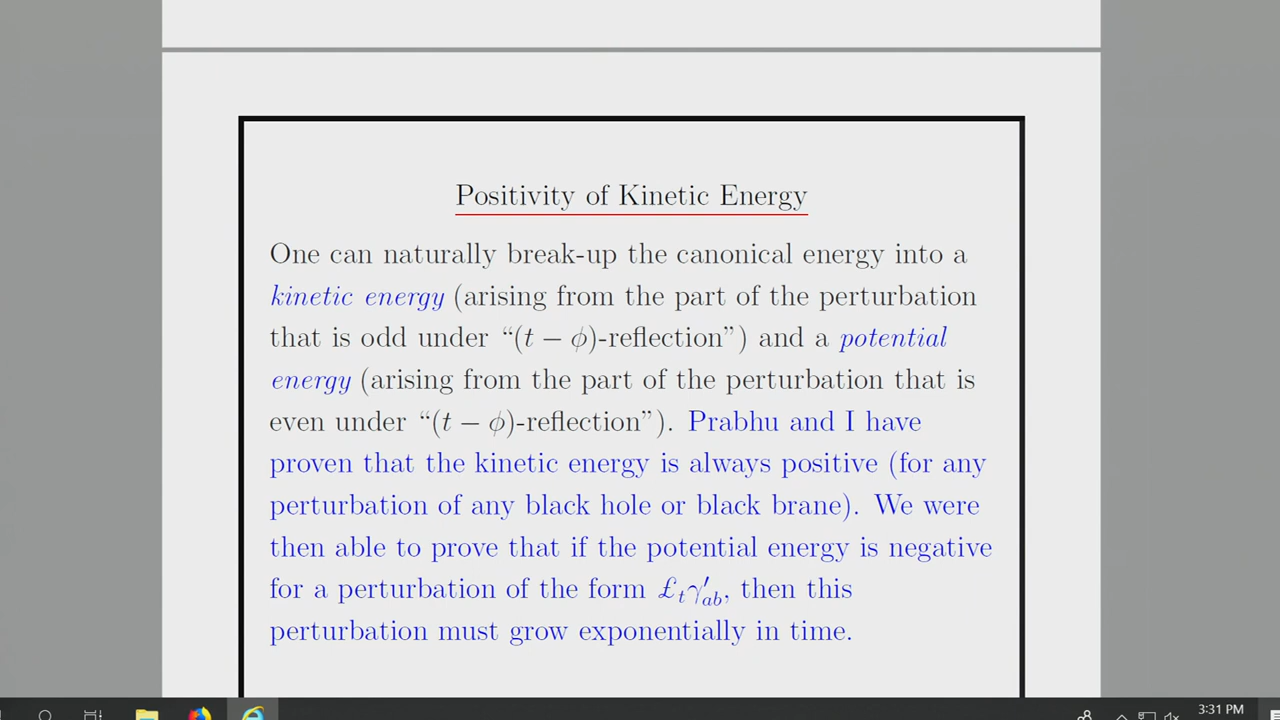 Positivity of Kinetic Energy
One can naturally break-up the canonical energy into a
kinetic energy (arising from the part of the perturbation
that is odd under “(t − ϕ)-reflection”) and a potential
energy (arising from the part of the perturbation that is
even under “(t − ϕ)-reflection”). Prabhu and I have
proven that the kinetic energy is always positive (for any
perturbation of any black hole or black brane). We were
then able to prove that if the potential energy is negative
for a perturbation of the form £ₜγ′ₐb, then this
perturbation must grow exponentially in time.
3:31 PM